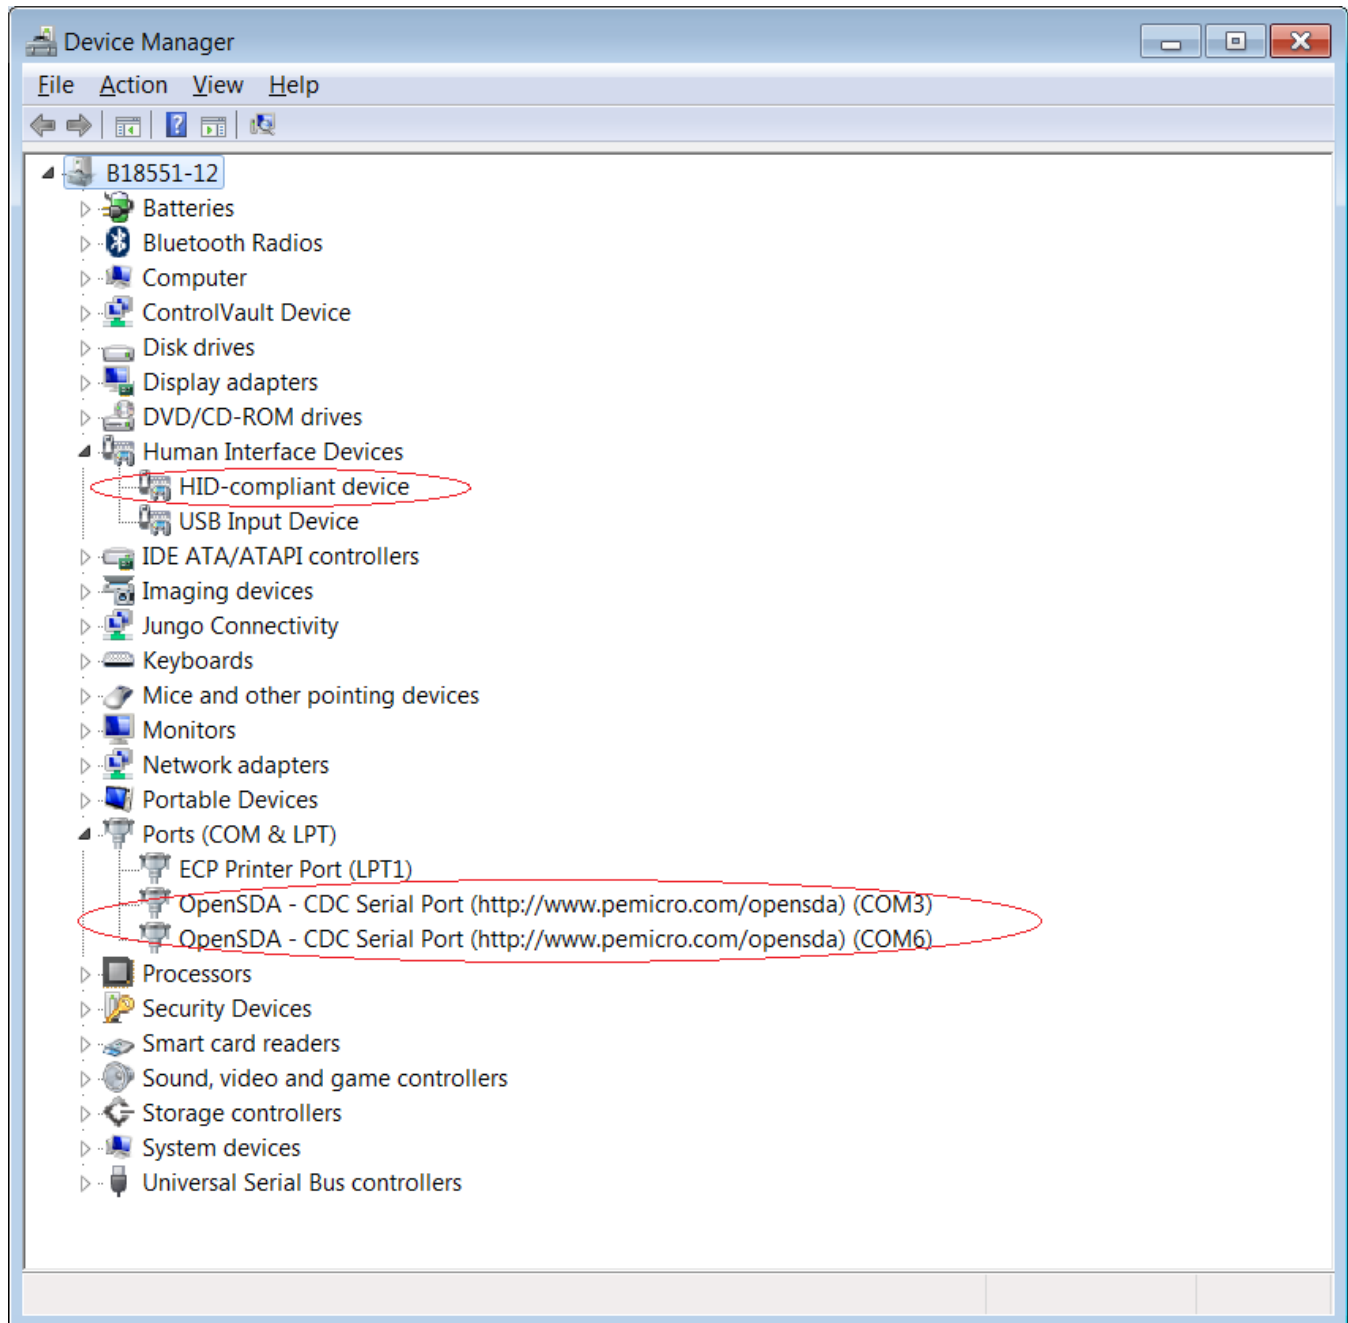 Device Manager
File Action View Help
B18551-12
Batteries
Bluetooth Radios
Computer
ControlVault Device
Disk drives
Display adapters
DVD/CD-ROM drives
Human Interface Devices
HID-compliant device
USB Input Device
IDE ATA/ATAPI controllers
Imaging devices
Jungo Connectivity
Keyboards
Mice and other pointing devices
Monitors
Network adapters
Portable Devices
Ports (COM & LPT)
ECP Printer Port (LPT1)
OpenSDA - CDC Serial Port (http://www.pemicro.com/opensda) (COM3)
OpenSDA - CDC Serial Port (http://www.pemicro.com/opensda) (COM6)
Processors
Security Devices
Smart card readers
Sound, video and game controllers
Storage controllers
System devices
Universal Serial Bus controllers